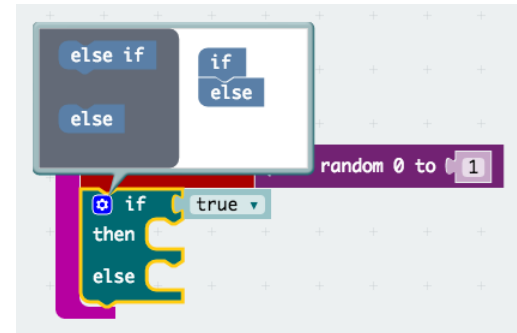 else if
if
else
else
random 0 to 1
if true
then
else